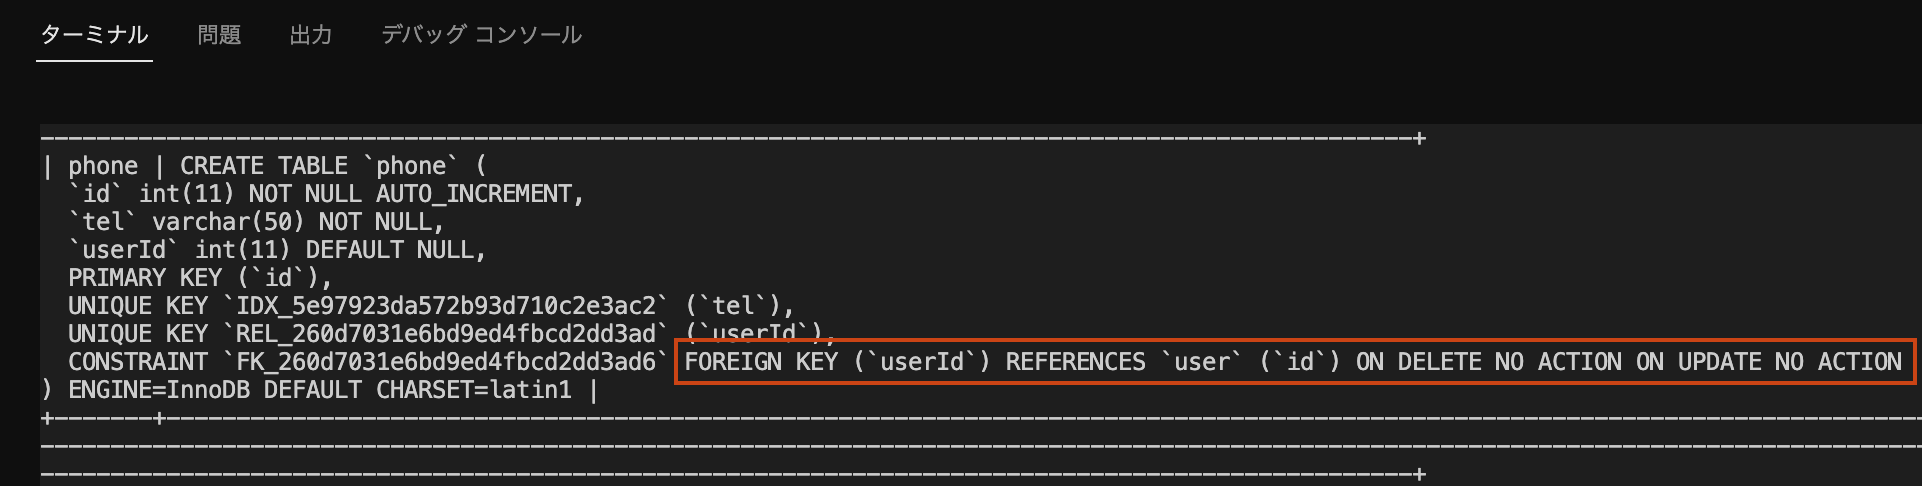 ターミナル 問題 出力 デバッグ コンソール
-----------------------------------------------------------------------------------------------+
| phone | CREATE TABLE `phone` (
  `id` int(11) NOT NULL AUTO_INCREMENT,
  `tel` varchar(50) NOT NULL,
  `userId` int(11) DEFAULT NULL,
  PRIMARY KEY (`id`),
  UNIQUE KEY `IDX_5e97923da572b93d710c2e3ac2` (`tel`),
  UNIQUE KEY `REL_260d7031e6bd9ed4fbcd2dd3ad` (`userId`),
  CONSTRAINT `FK_260d7031e6bd9ed4fbcd2dd3ad6` FOREIGN KEY (`userId`) REFERENCES `user` (`id`) ON DELETE NO ACTION ON UPDATE NO ACTION
) ENGINE=InnoDB DEFAULT CHARSET=latin1 |
+-------+------------------------------------------------------------------------------------------------------------------------------
---------------------------------------------------------------------------------------------------------------------------------------
--------------------------------------------------------------------------------------------------+